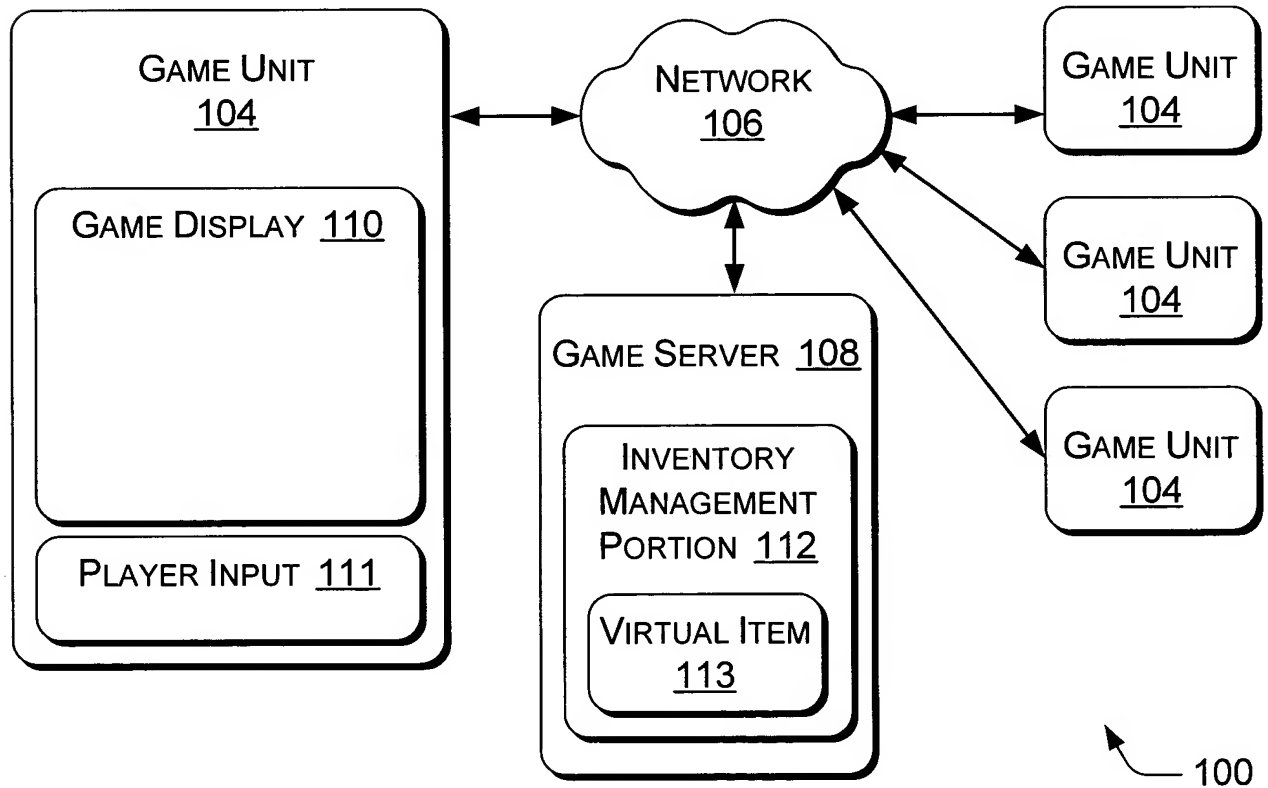 GAME UNIT
104
GAME DISPLAY 110
PLAYER INPUT 111
NETWORK
106
GAME SERVER 108
INVENTORY
MANAGEMENT
PORTION 112
VIRTUAL ITEM
113
GAME UNIT
104
GAME UNIT
104
GAME UNIT
104
100